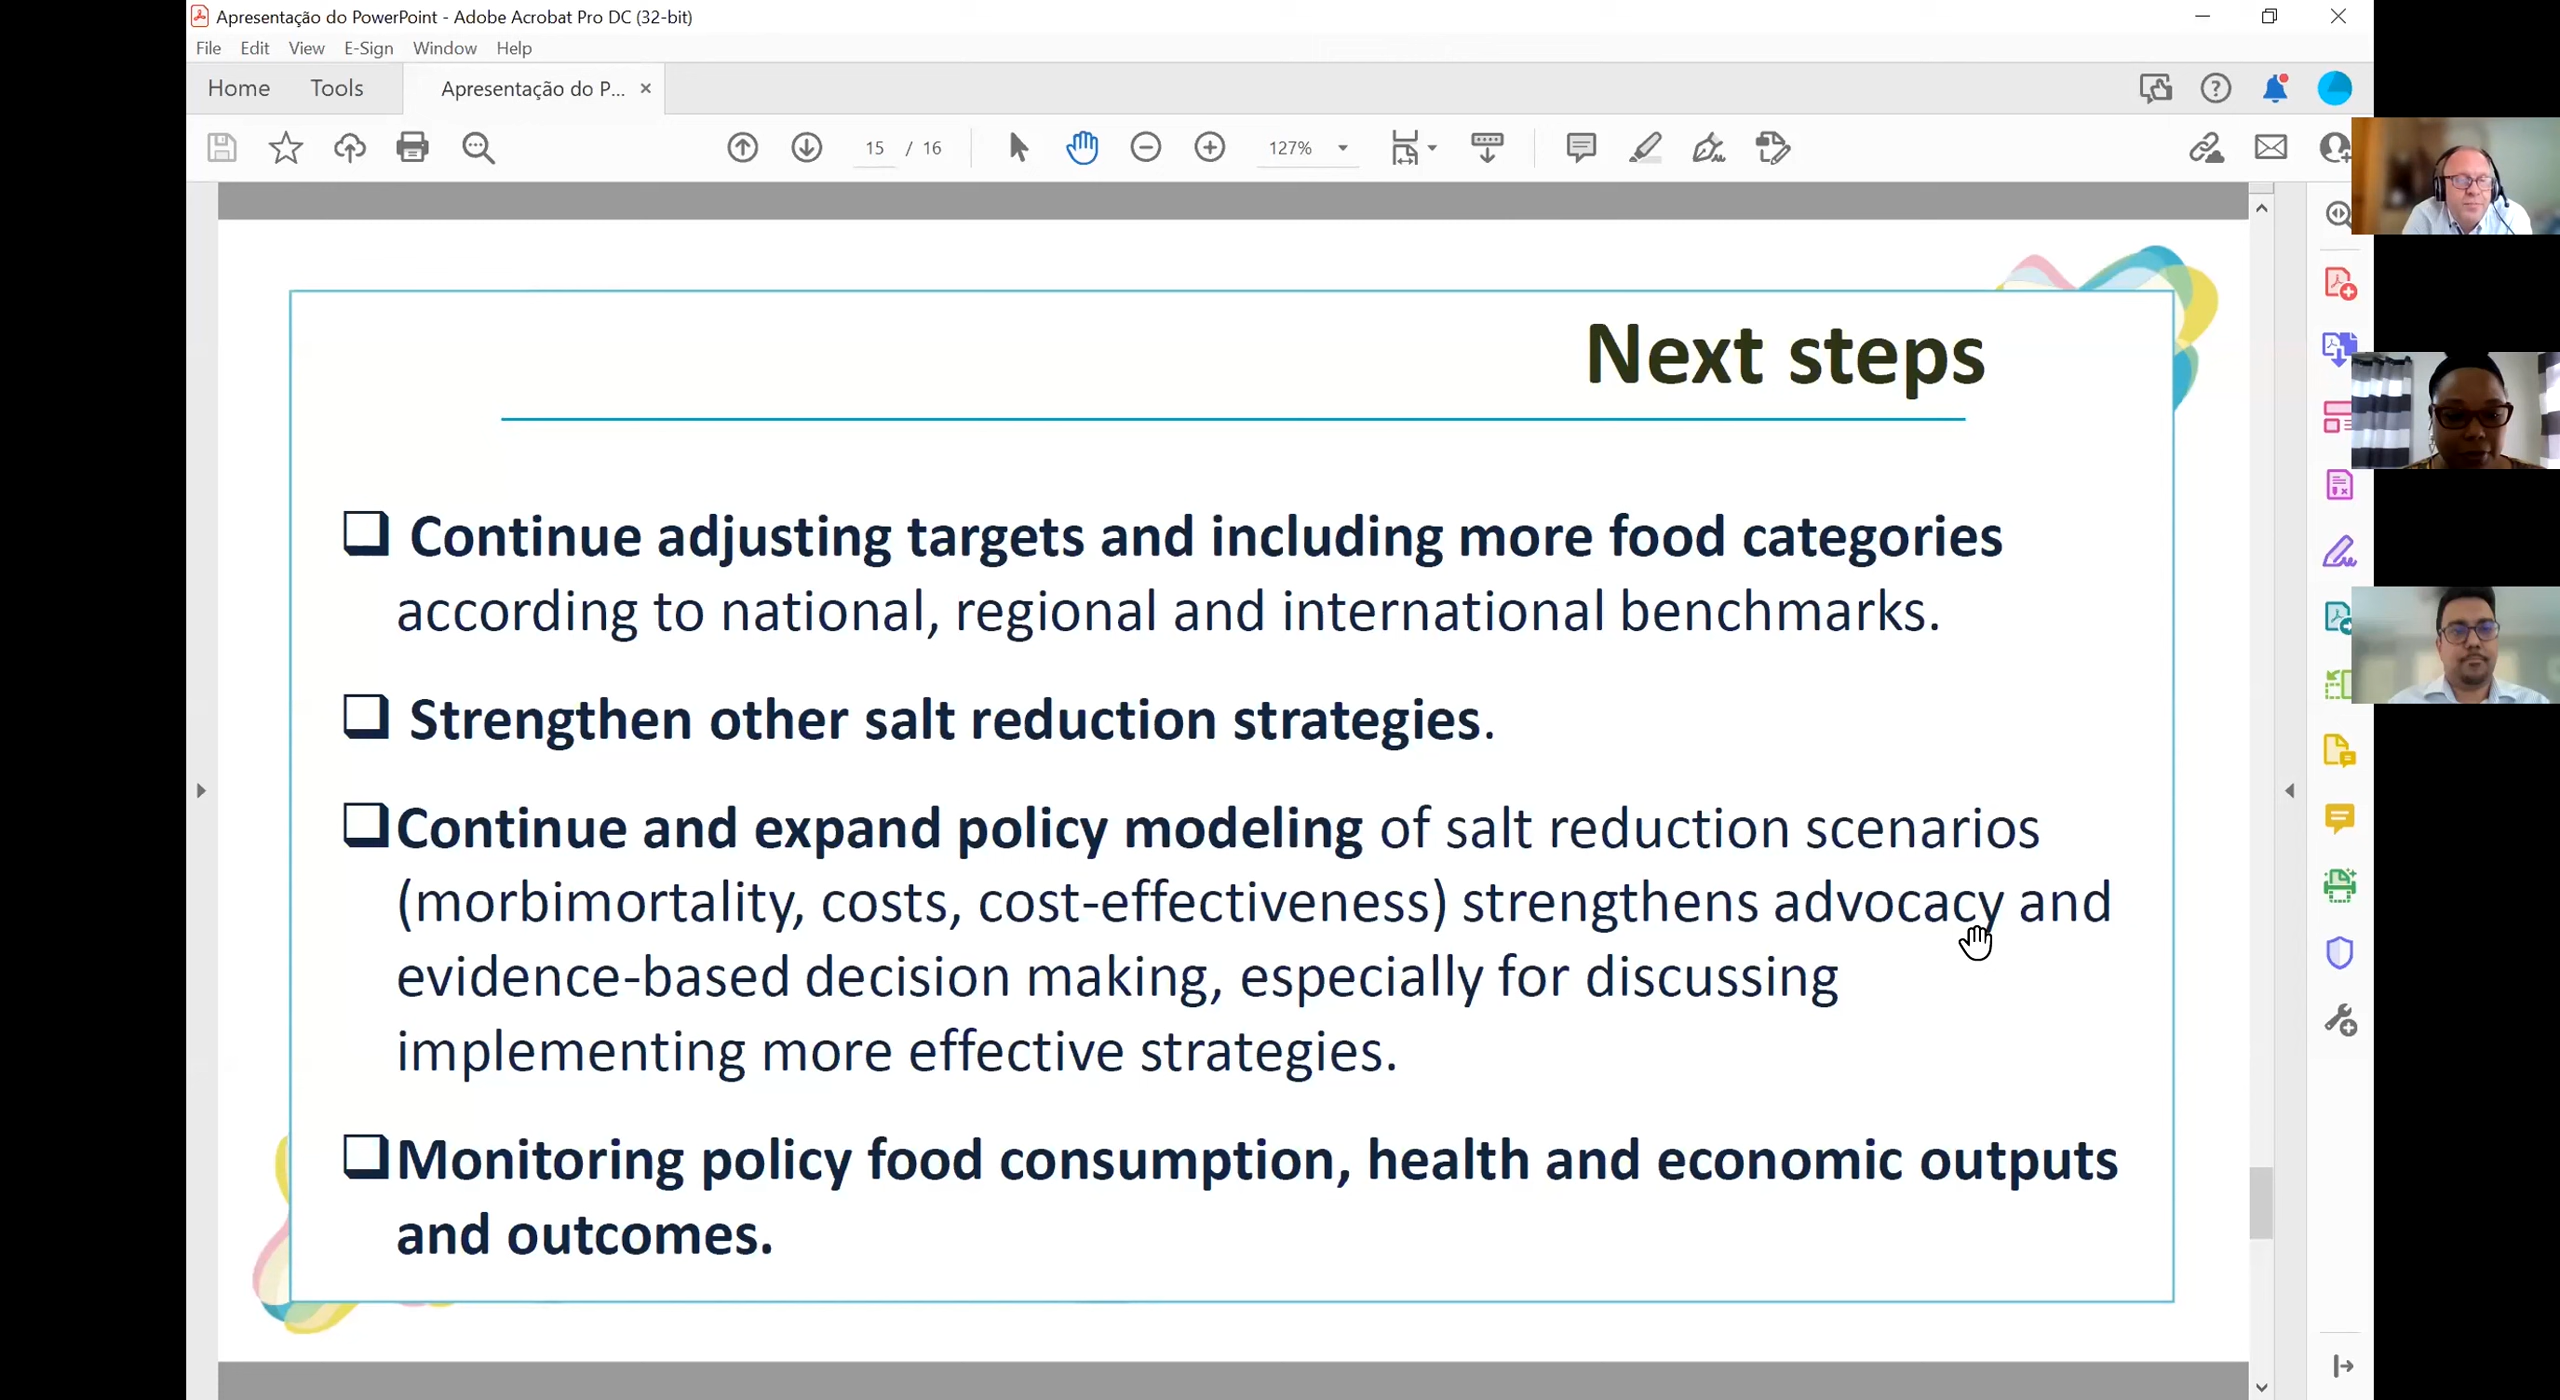 Apresentação do PowerPoint - Adobe Acrobat Pro DC (32-bit)
File Edit View E-Sign Window Help
Home Tools Apresentação do P... ×
15 / 16 127%
Next steps
Continue adjusting targets and including more food categories
according to national, regional and international benchmarks.
Strengthen other salt reduction strategies.
Continue and expand policy modeling of salt reduction scenarios
(morbimortality, costs, cost-effectiveness) strengthens advocacy and
evidence-based decision making, especially for discussing
implementing more effective strategies.
Monitoring policy food consumption, health and economic outputs
and outcomes.